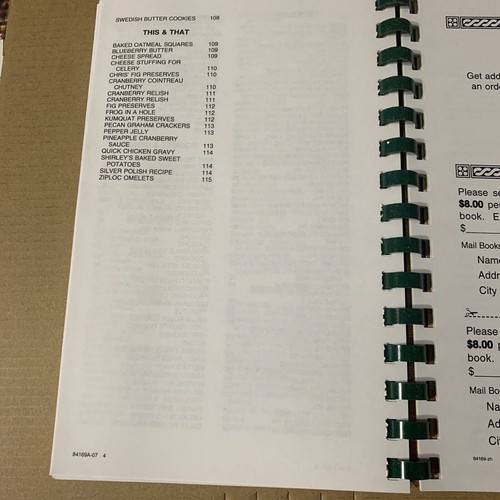 SWEDISH BUTTER COOKIES 108
THIS & THAT
BAKED OATMEAL SQUARES 109
BLUEBERRY BUTTER 109
CHEESE SPREAD 109
CHEESE STUFFING FOR
CELERY 110
CHRIS' FIG PRESERVES 110
CRANBERRY COINTREAU
CHUTNEY 110
CRANBERRY RELISH 111
CRANBERRY RELISH 111
FIG PRESERVES 112
FROG IN A HOLE 112
KUMQUAT PRESERVES 112
PECAN GRAHAM CRACKERS 113
PEPPER JELLY 113
PINEAPPLE CRANBERRY
SAUCE 113
QUICK CHICKEN GRAVY 114
SHIRLEY'S BAKED SWEET
POTATOES 114
SILVER POLISH RECIPE 114
ZIPLOC OMELETS 115
84169A-07 4
Get add
an orde
Please se
$8.00 pe
book. E
$
Mail Books
Name
Addr
City
Please
$8.00
book.
$
Mail Bo
Na
Ad
Ci
84169-zh